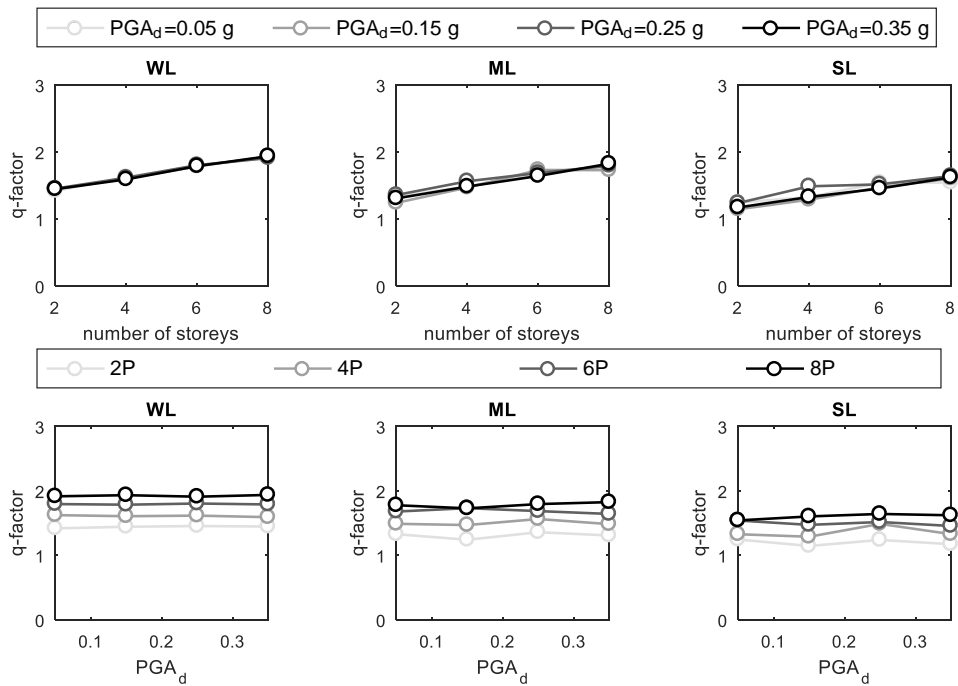 PGAd=0.05 g PGAd=0.15 g PGAd=0.25 g PGAd=0.35 g
WL ML SL
3 3 3
2 2 2
1 1 1
0 0 0
q-factor q-factor q-factor
2 4 6 8 2 4 6 8 2 4 6 8
number of storeys number of storeys number of storeys
2P 4P 6P 8P
WL ML SL
3 3 3
2 2 2
1 1 1
0 0 0
q-factor q-factor q-factor
0.1 0.2 0.3 0.1 0.2 0.3 0.1 0.2 0.3
PGAd PGAd PGAd